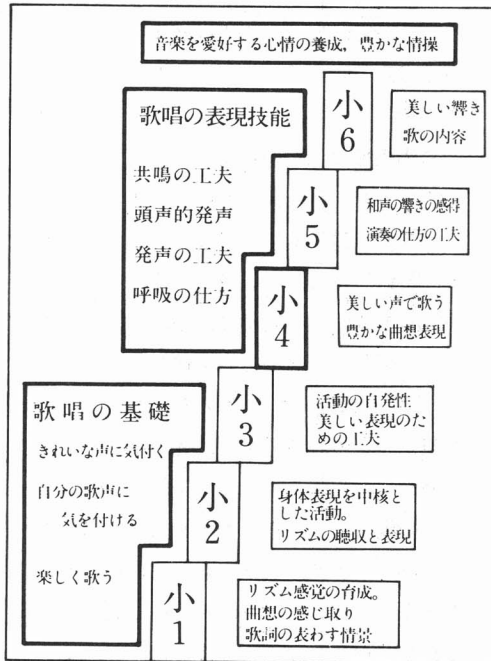 音楽を愛好する心情の養成，豊かな情操
歌唱の表現技能
共鳴の工夫
頭声的発声
発声の工夫
呼吸の仕方
小6
美しい響き
歌の内容
小5
和声の響きの感得
演奏の仕方の工夫
小4
美しい声で歌う
豊かな曲想表現
歌唱の基礎
きれいな声に気付く
自分の歌声に
気を付ける
楽しく歌う
小3
活動の自発性
美しい表現のた
めの工夫
小2
身体表現を中核と
した活動。
リズムの聴取と表現
小1
リズム感覚の育成。
曲想の感じ取り
歌詞の表わす情景